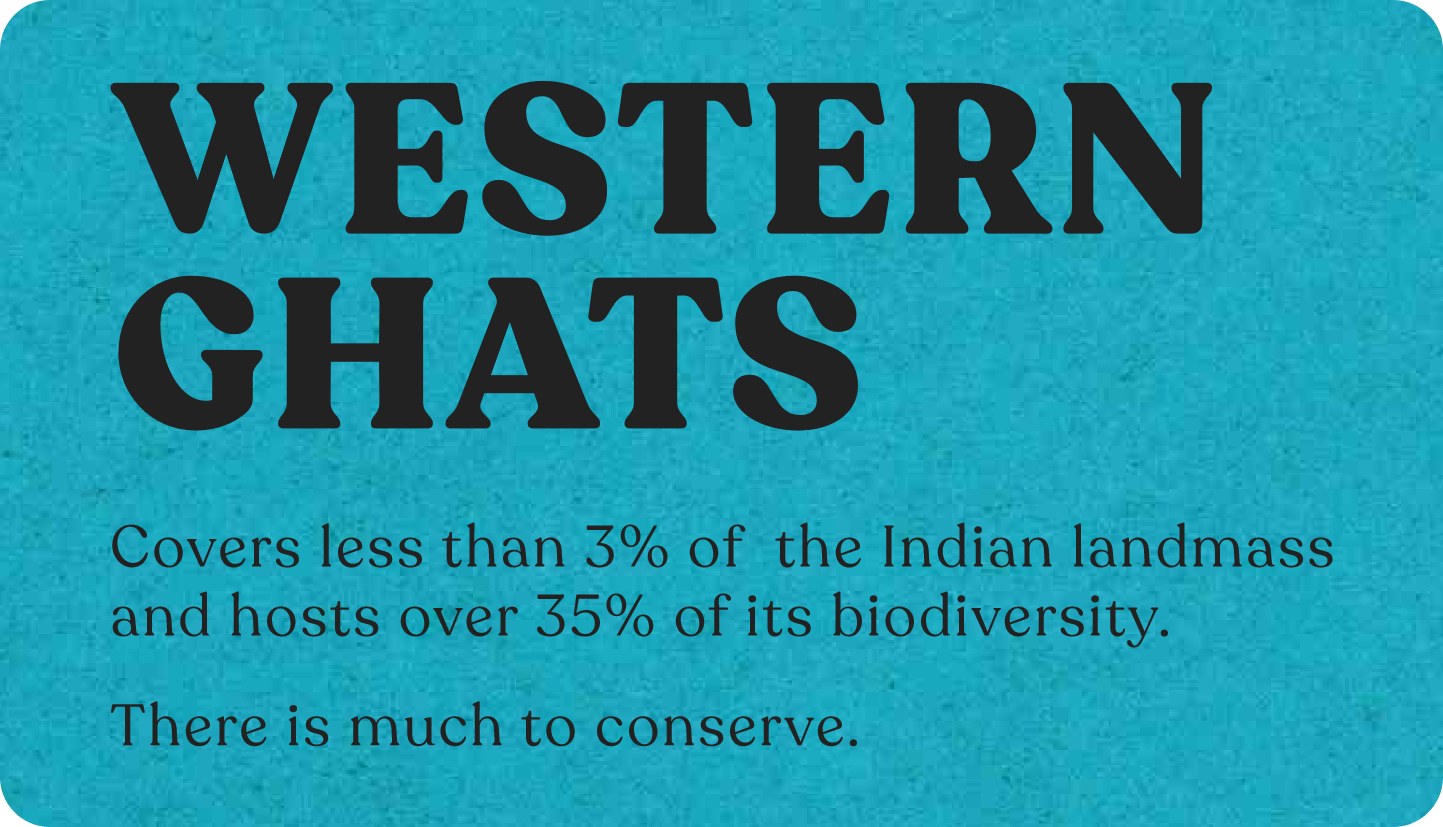 WESTERN
GHATS
Covers less than 3% of the Indian landmass
and hosts over 35% of its biodiversity.
There is much to conserve.